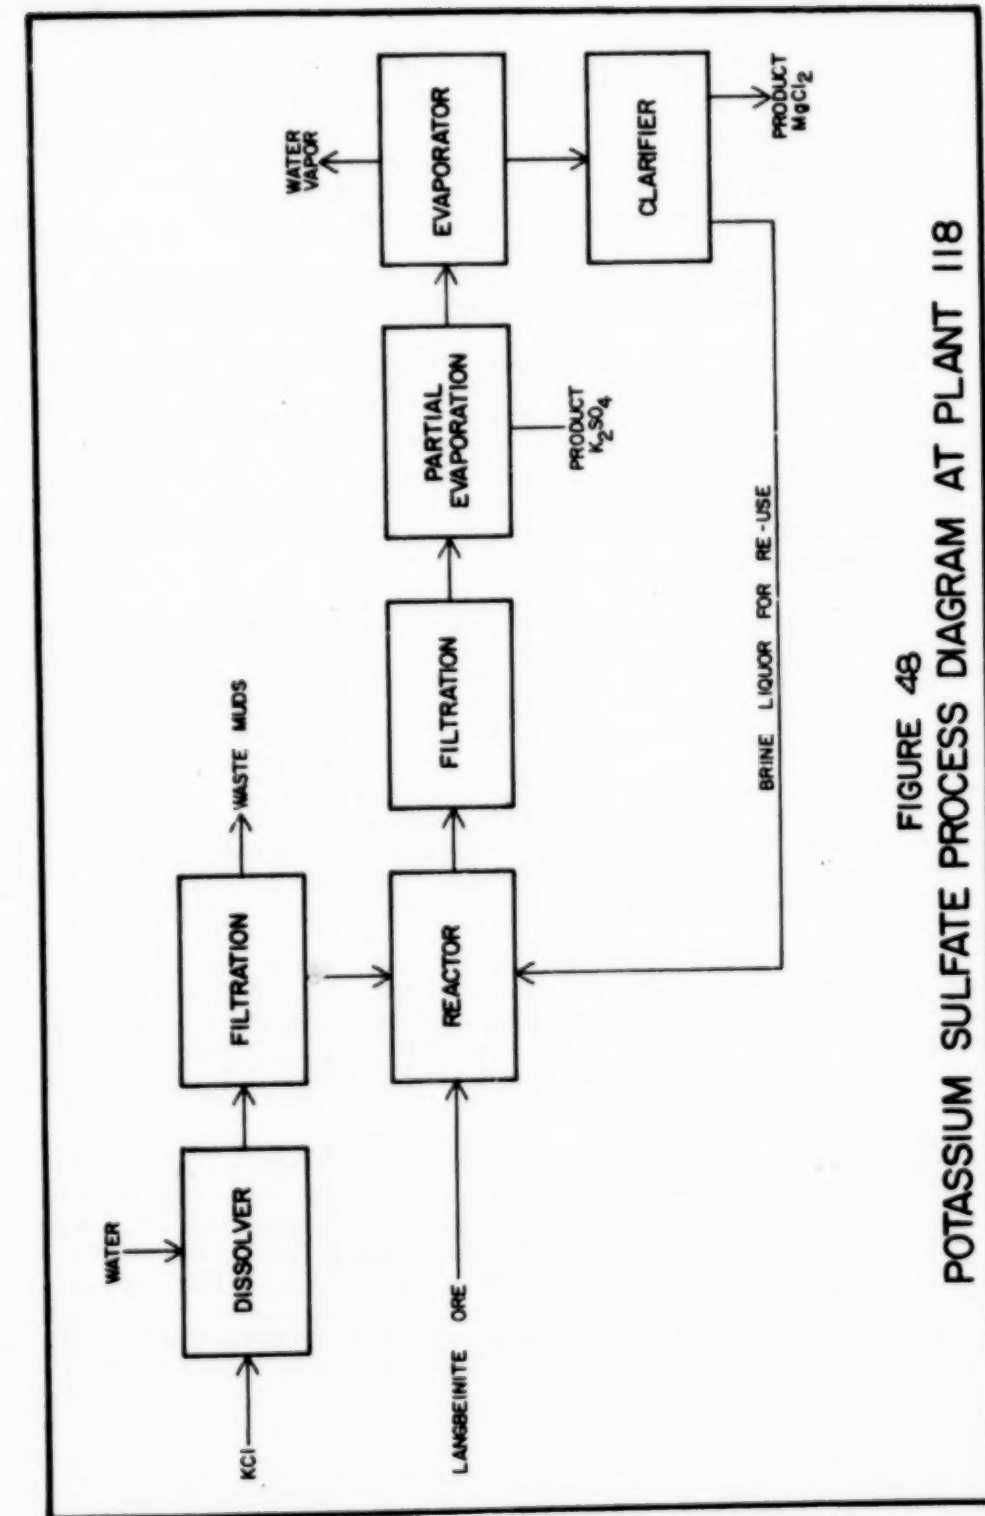 WATER
KCl
DISSOLVER
FILTRATION
WASTE MUDS
WATER
VAPOR
LANGBEINITE ORE
REACTOR
FILTRATION
PARTIAL
EVAPORATION
EVAPORATOR
PRODUCT
K₂SO₄
CLARIFIER
BRINE LIQUOR FOR RE-USE
PRODUCT
MgCl₂
FIGURE 48
POTASSIUM SULFATE PROCESS DIAGRAM AT PLANT 118